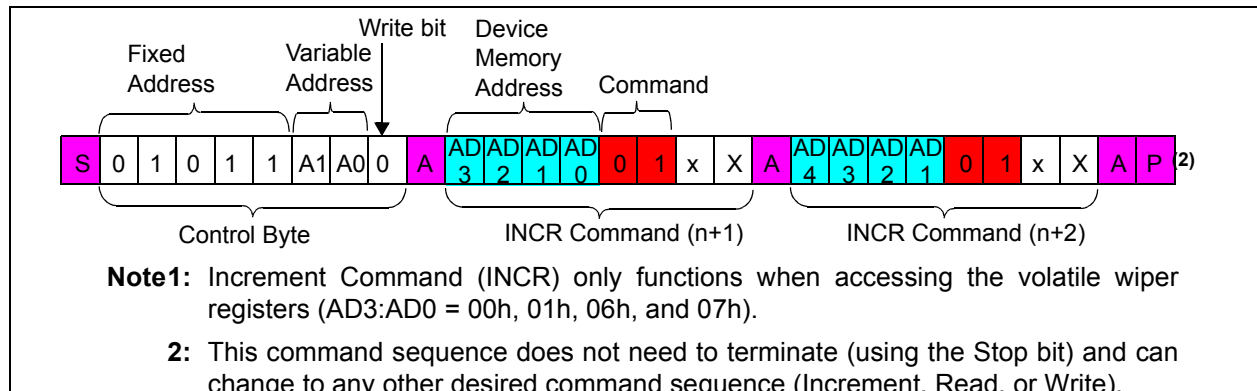 Write bit
Fixed Address
Variable Address
Device Memory Address
Command
S 0 1 0 1 1 A1 A0 0 A AD3 AD2 AD1 AD0 0 1 x X A AD4 AD3 AD2 AD1 0 1 x X A P (2)
Control Byte INCR Command (n+1) INCR Command (n+2)
Note1: Increment Command (INCR) only functions when accessing the volatile wiper
registers (AD3:AD0 = 00h, 01h, 06h, and 07h).
2: This command sequence does not need to terminate (using the Stop bit) and can
change to any other desired command sequence (Increment, Read, or Write).